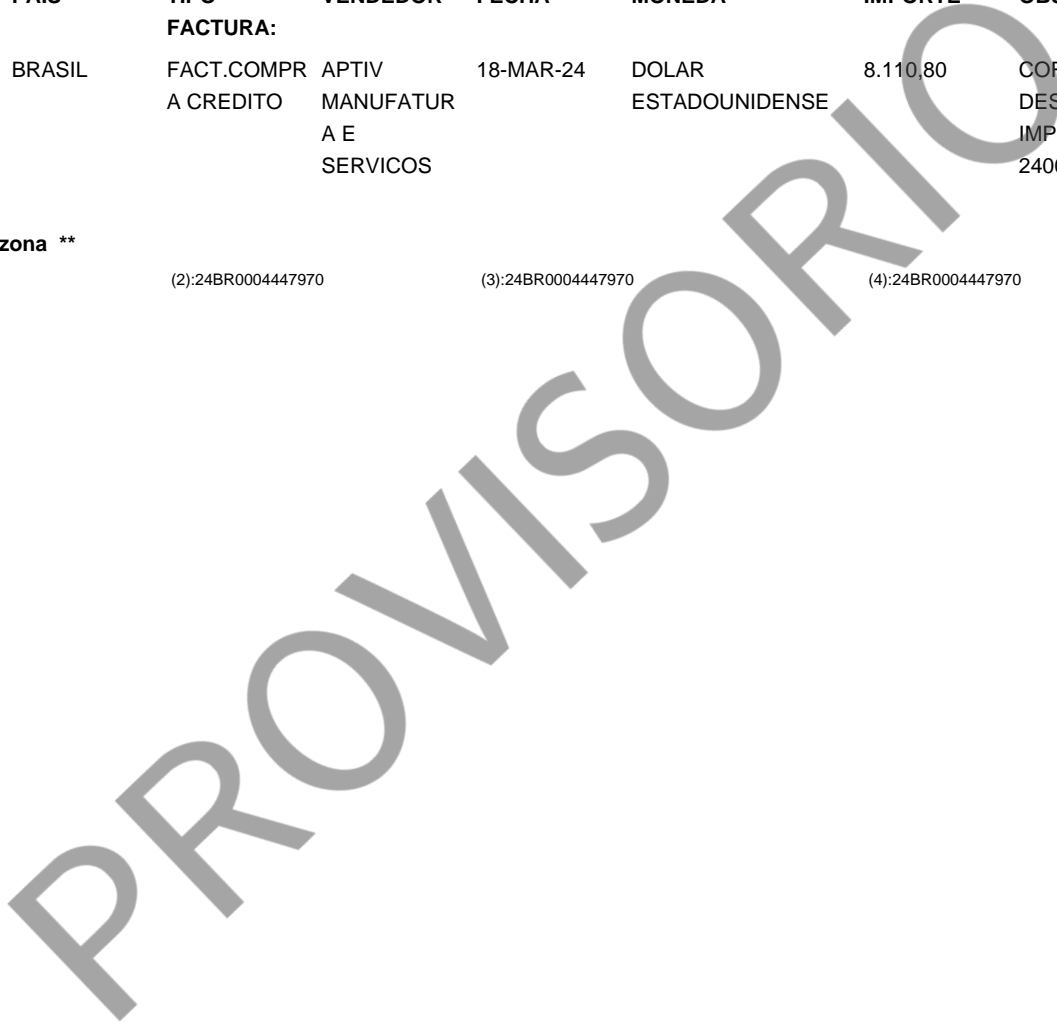 FACTURA:
BRASIL FACT.COMPR APTIV 18-MAR-24 DOLAR 8.110,80
A CREDITO MANUFATUR ESTADOUNIDENSE
A E
SERVICOS
zona **
(2):24BR0004447970 (3):24BR0004447970 (4):24BR0004447970
PROVISORIO